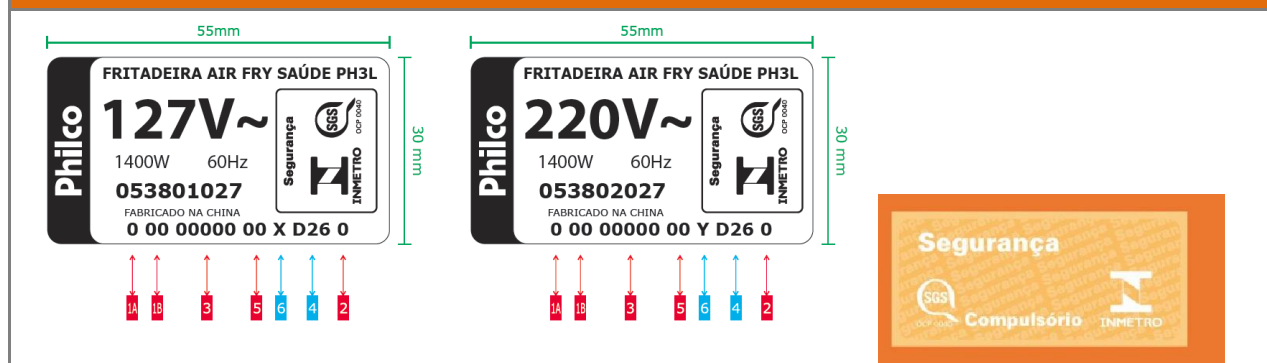 55mm
FRITADEIRA AIR FRY SAÚDE PH3L
Philco
127V~
1400W 60Hz
053801027
FABRICADO NA CHINA
0 00 00000 00 X D26 0
Segurança
SGS
OCP 0040
INMETRO
30 mm
1A 1B 3 5 6 4 2
55mm
FRITADEIRA AIR FRY SAÚDE PH3L
Philco
220V~
1400W 60Hz
053802027
FABRICADO NA CHINA
0 00 00000 00 Y D26 0
Segurança
SGS
OCP 0040
INMETRO
30 mm
1A 1B 3 5 6 4 2
Segurança
SGS
OCP 0040
Compulsório
INMETRO